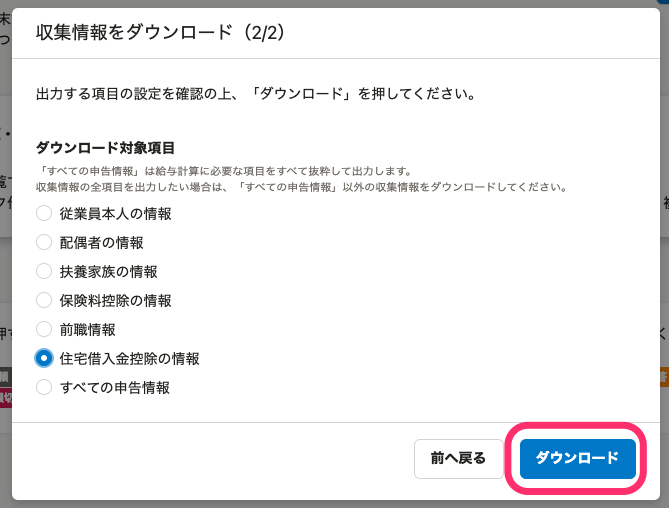 収集情報をダウンロード（2/2）
出力する項目の設定を確認の上、「ダウンロード」を押してください。
ダウンロード対象項目
「すべての申告情報」は給与計算に必要な項目をすべて抜粋して出力します。
収集情報の全項目を出力したい場合は、「すべての申告情報」以外の収集情報をダウンロードしてください。
従業員本人の情報
配偶者の情報
扶養家族の情報
保険料控除の情報
前職情報
住宅借入金控除の情報
すべての申告情報
前へ戻る
ダウンロード